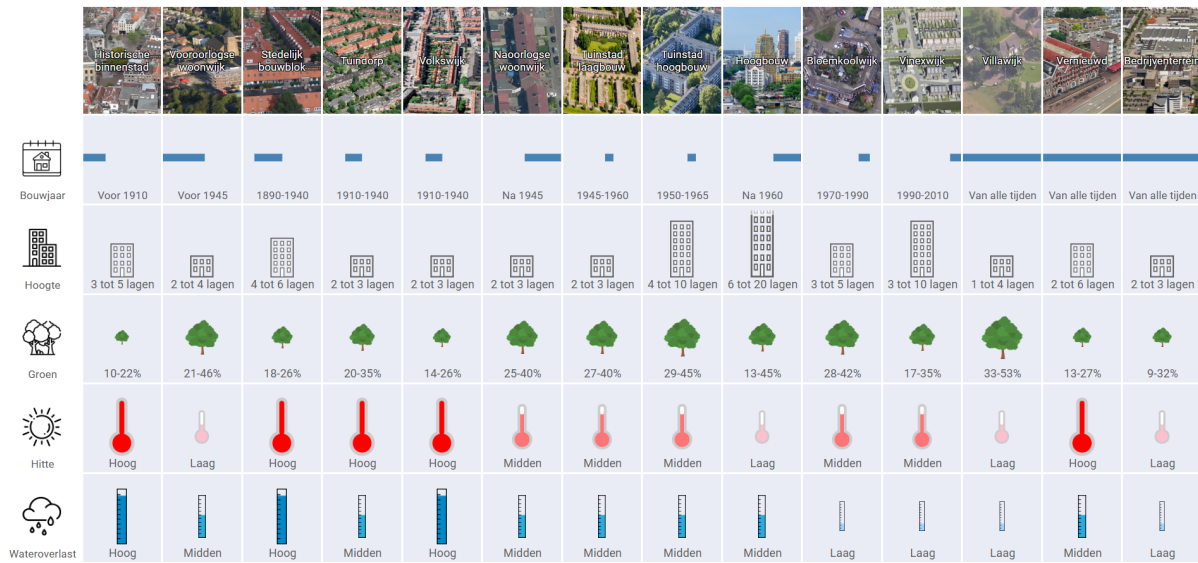 Historische binnenstad
Vooroorlogse woonwijk
Stedelijk bouwblok
Tuindorp
Volkswijk
Naoorlogse woonwijk
Tuinstad laagbouw
Tuinstad hoogbouw
Hoogbouw
Bloemkoolwijk
Vinexwijk
Villawijk
Vernieuwd
Bedrijventerrein
Bouwjaar
Voor 1910
Voor 1945
1890-1940
1910-1940
1910-1940
Na 1945
1945-1960
1950-1965
Na 1960
1970-1990
1990-2010
Van alle tijden
Van alle tijden
Van alle tijden
Hoogte
3 tot 5 lagen
2 tot 4 lagen
4 tot 6 lagen
2 tot 3 lagen
2 tot 3 lagen
2 tot 3 lagen
2 tot 3 lagen
4 tot 10 lagen
6 tot 20 lagen
3 tot 5 lagen
3 tot 10 lagen
1 tot 4 lagen
2 tot 6 lagen
2 tot 3 lagen
Groen
10-22%
21-46%
18-26%
20-35%
14-26%
25-40%
27-40%
29-45%
13-45%
28-42%
17-35%
33-53%
13-27%
9-32%
Hitte
Hoog
Laag
Hoog
Hoog
Hoog
Midden
Midden
Midden
Laag
Midden
Midden
Laag
Hoog
Laag
Wateroverlast
Hoog
Midden
Hoog
Midden
Hoog
Midden
Midden
Midden
Midden
Laag
Laag
Laag
Midden
Laag